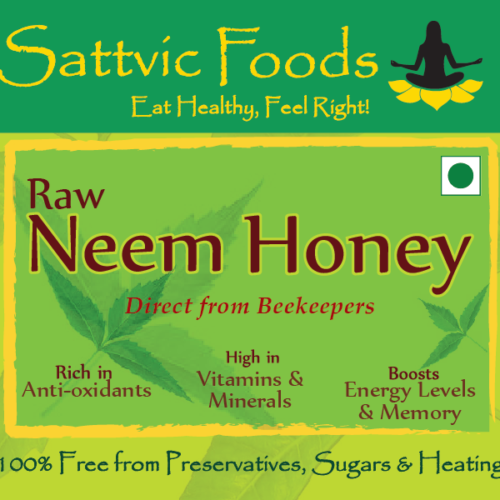 Sattvic Foods
Eat Healthy, Feel Right!
Raw
Neem Honey
Direct from Beekeepers
Rich in
Anti-oxidants
High in
Vitamins &
Minerals
Boosts
Energy Levels
& Memory
100% Free from Preservatives, Sugars & Heating